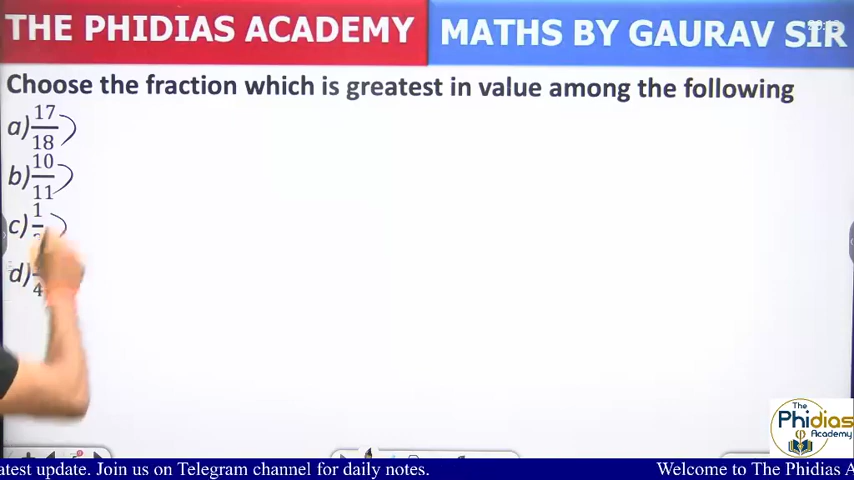 THE PHIDIAS ACADEMY
MATHS BY GAURAV SIR
Choose the fraction which is greatest in value among the following
a) 17/18
b) 10/11
c) 1/
d) /4
The
Phidias
Academy
atest update. Join us on Telegram channel for daily notes.
Welcome to The Phidias A